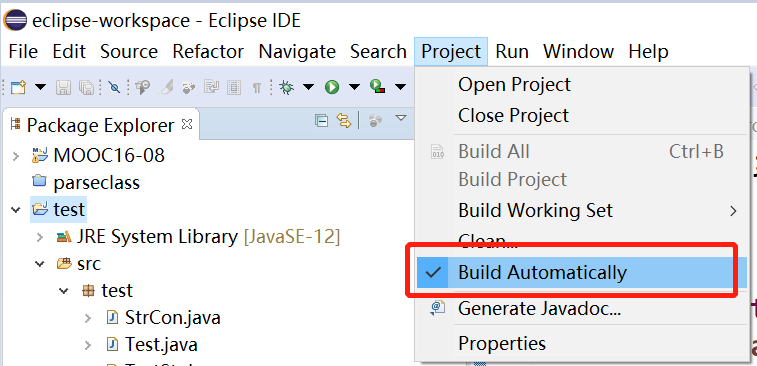 eclipse-workspace - Eclipse IDE
File Edit Source Refactor Navigate Search Project Run Window Help
Package Explorer
MOOC16-08
parseclass
test
JRE System Library [JavaSE-12]
src
test
StrCon.java
Test.java
Open Project
Close Project
Build All Ctrl+B
Build Project
Build Working Set
Clean...
Build Automatically
Generate Javadoc...
Properties